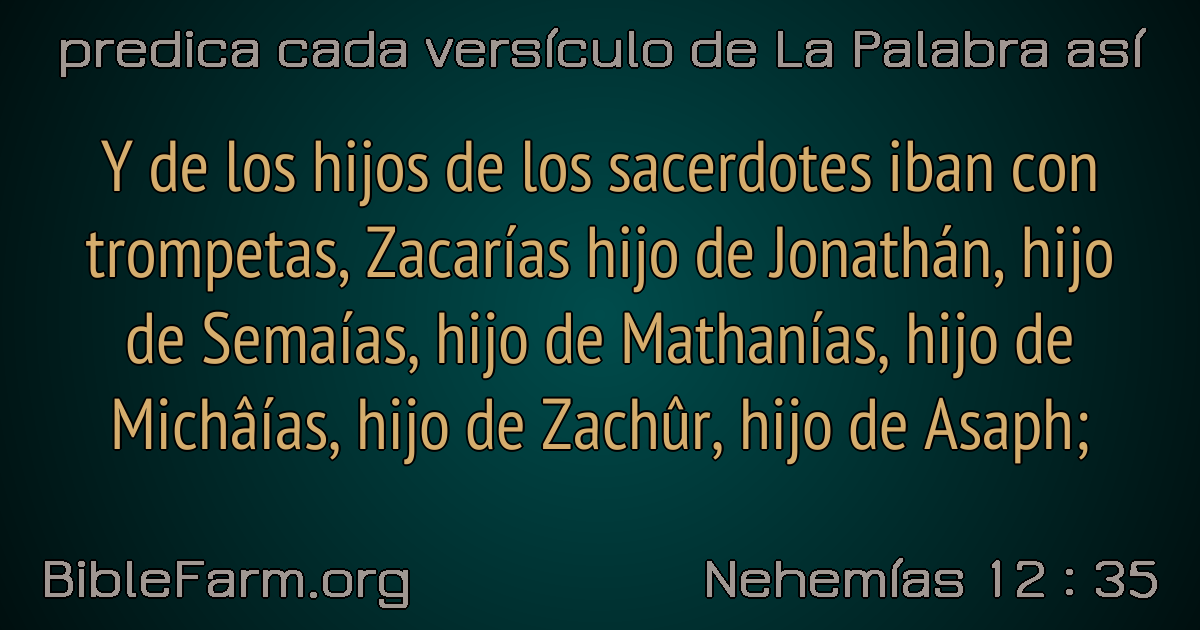 predica cada versículo de La Palabra así
Y de los hijos de los sacerdotes iban con
trompetas, Zacarías hijo de Jonathán, hijo
de Semaías, hijo de Mathanías, hijo de
Michâías, hijo de Zachûr, hijo de Asaph;
BibleFarm.org
Nehemías 12 : 35